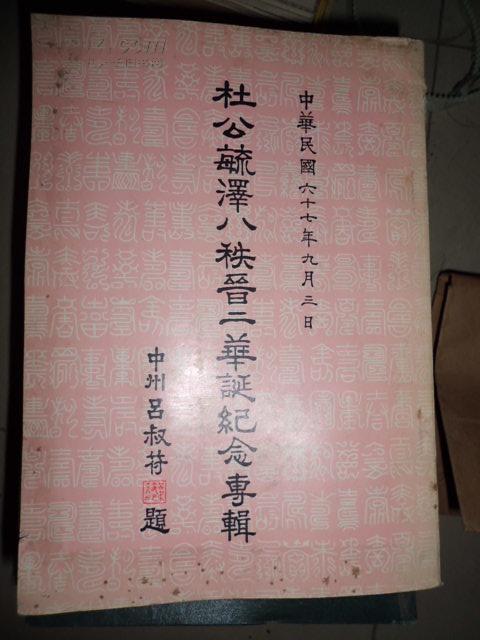 中華民國六十七年九月三日
杜公毓澤八秩晉二華誕紀念專輯
中州呂叔符題